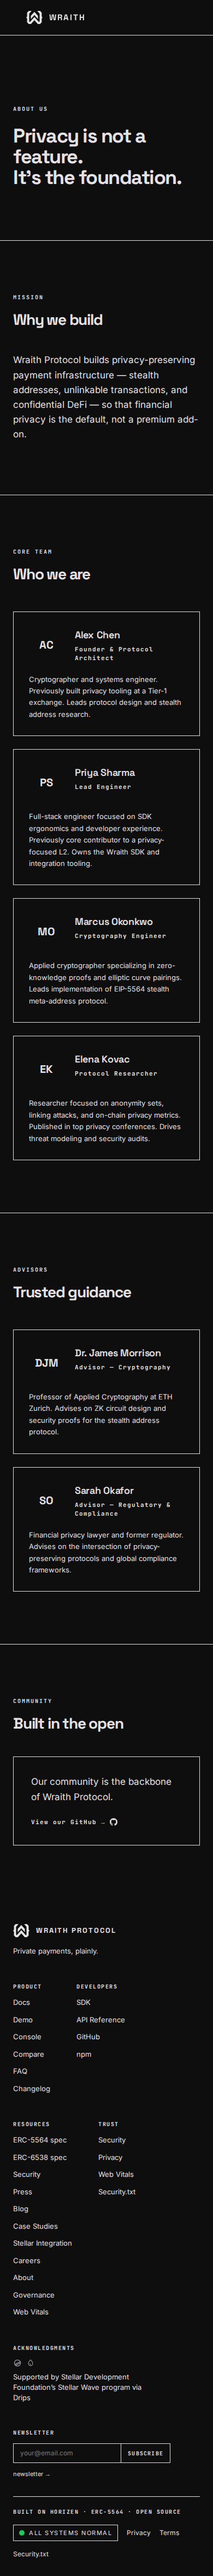 WRAITH
ABOUT US
Privacy is not a
feature.
It's the foundation.
MISSION
Why we build
Wraith Protocol builds privacy-preserving
payment infrastructure — stealth
addresses, unlinkable transactions, and
confidential DeFi — so that financial
privacy is the default, not a premium add-
on.
CORE TEAM
Who we are
AC
Alex Chen
Founder & Protocol
Architect
Cryptographer and systems engineer.
Previously built privacy tooling at a Tier-1
exchange. Leads protocol design and stealth
address research.
PS
Priya Sharma
Lead Engineer
Full-stack engineer focused on SDK
ergonomics and developer experience.
Previously core contributor to a privacy-
focused L2. Owns the Wraith SDK and
integration tooling.
MO
Marcus Okonkwo
Cryptography Engineer
Applied cryptographer specializing in zero-
knowledge proofs and elliptic curve pairings.
Leads implementation of EIP-5564 stealth
meta-address protocol.
EK
Elena Kovac
Protocol Researcher
Researcher focused on anonymity sets,
linking attacks, and on-chain privacy metrics.
Published in top privacy conferences. Drives
threat modeling and security audits.
ADVISORS
Trusted guidance
DJM
Dr. James Morrison
Advisor — Cryptography
Professor of Applied Cryptography at ETH
Zurich. Advises on ZK circuit design and
security proofs for the stealth address
protocol.
SO
Sarah Okafor
Advisor — Regulatory &
Compliance
Financial privacy lawyer and former regulator.
Advises on the intersection of privacy-
preserving protocols and global compliance
frameworks.
COMMUNITY
Built in the open
Our community is the backbone
of Wraith Protocol.
View our GitHub →
WRAITH PROTOCOL
Private payments, plainly.
PRODUCT
Docs
Demo
Console
Compare
FAQ
Changelog
DEVELOPERS
SDK
API Reference
GitHub
npm
RESOURCES
ERC-5564 spec
ERC-6538 spec
Security
Press
Blog
Case Studies
Stellar Integration
Careers
About
Governance
Web Vitals
TRUST
Security
Privacy
Web Vitals
Security.txt
ACKNOWLEDGMENTS
Supported by Stellar Development
Foundation's Stellar Wave program via
Drips
NEWSLETTER
your@email.com
SUBSCRIBE
newsletter →
BUILT ON HORIZEN · ERC-5564 · OPEN SOURCE
ALL SYSTEMS NORMAL
Privacy
Terms
Security.txt